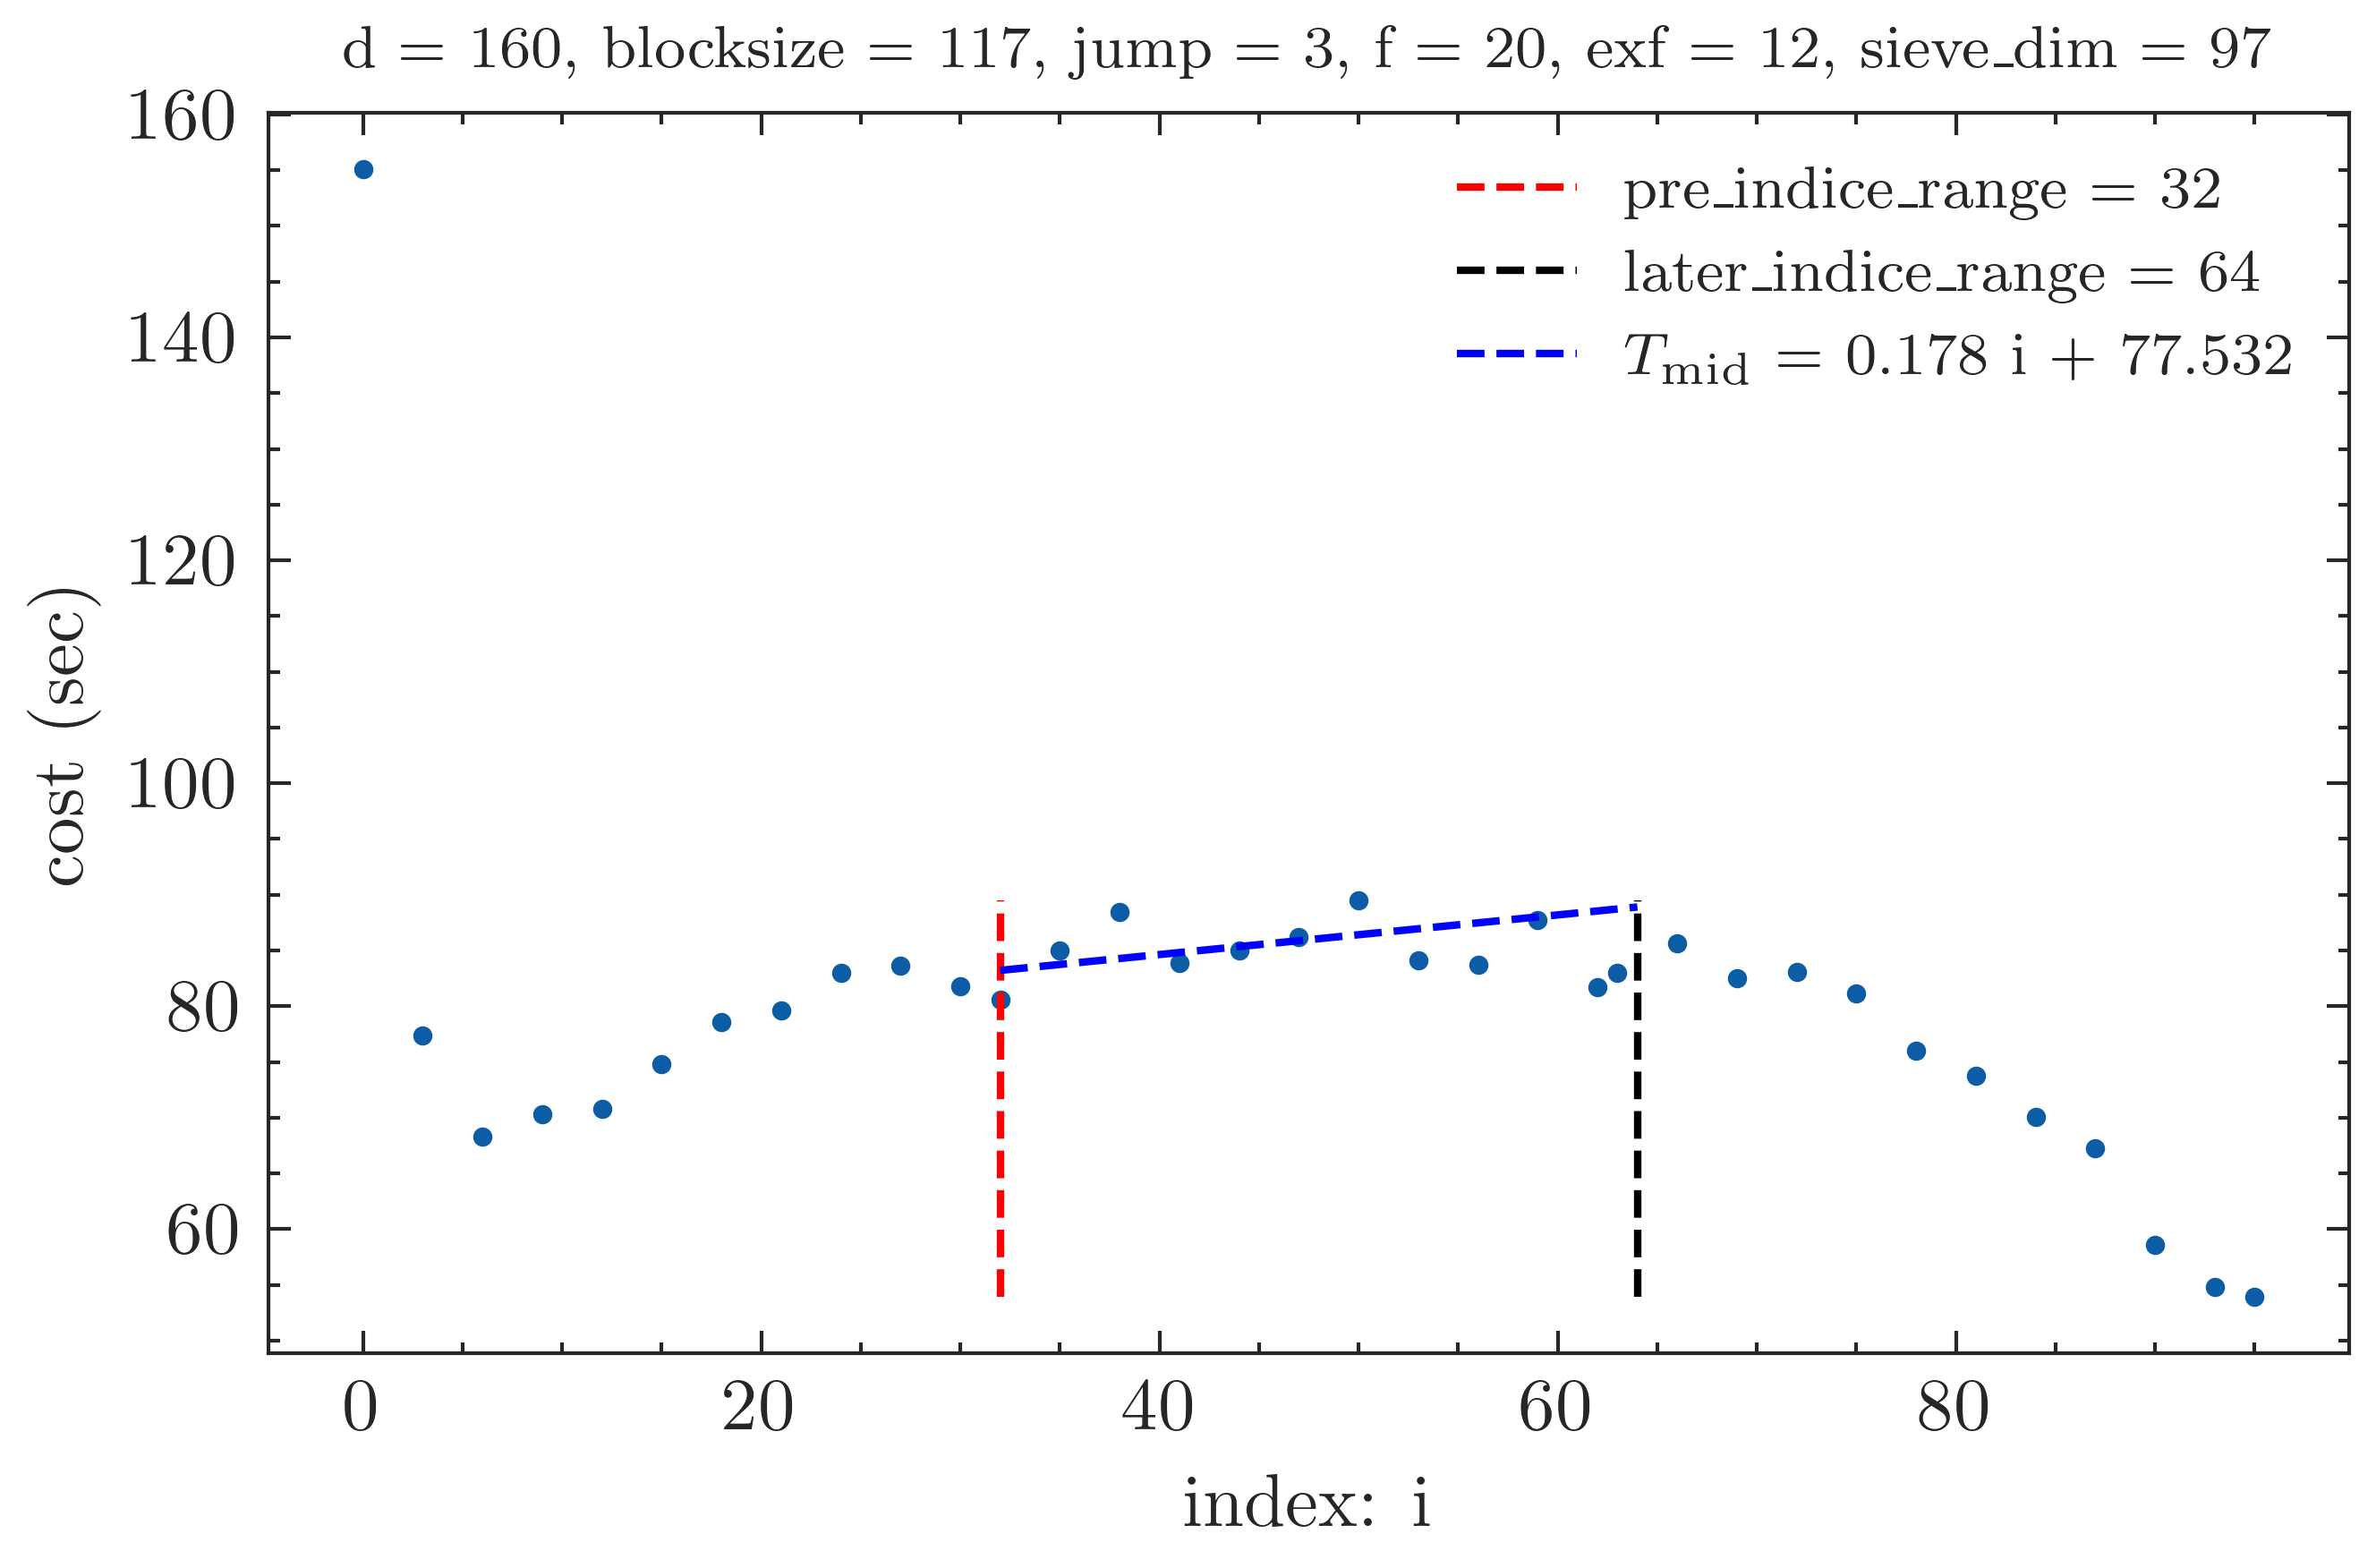 d = 160, blocksize = 117, jump = 3, f = 20, exf = 12, sieve_dim = 97
160
140
120
100
80
60
cost (sec)
pre_indice_range = 32
later_indice_range = 64
T_mid = 0.178 i + 77.532
0 20 40 60 80
index: i